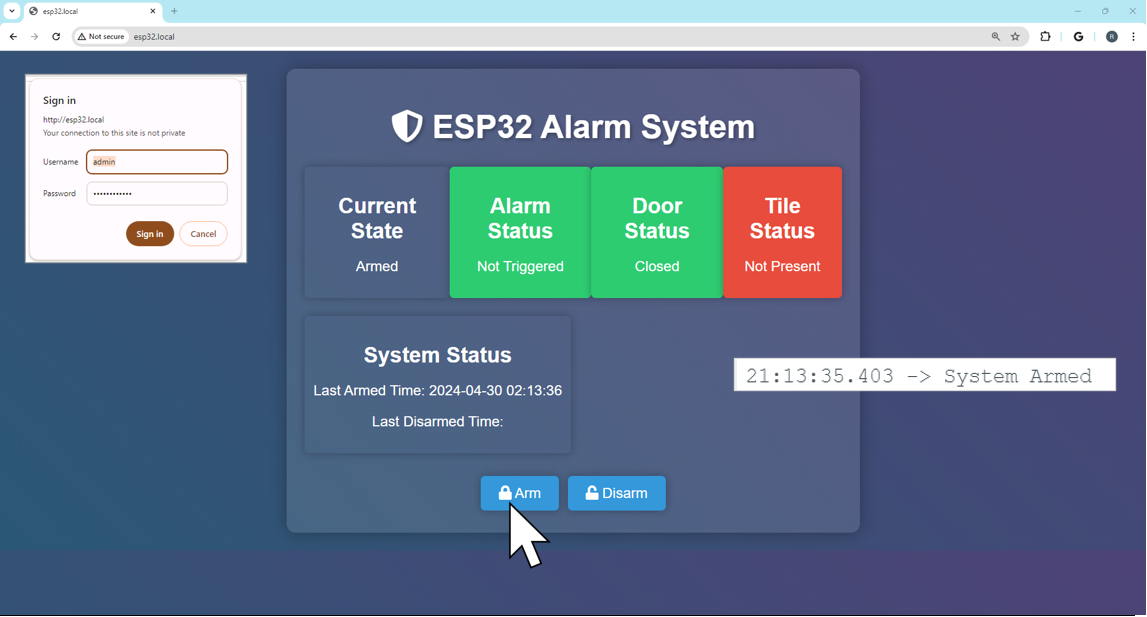 esp32.local
Not secure
esp32.local
G
R
Sign in
http://esp32.local
Your connection to this site is not private
Username
admin
Password
••••••••••••
Sign in
Cancel
ESP32 Alarm System
Current
State
Armed
Alarm
Status
Not Triggered
Door
Status
Closed
Tile
Status
Not Present
System Status
Last Armed Time: 2024-04-30 02:13:36
Last Disarmed Time:
21:13:35.403 -> System Armed
Arm
Disarm